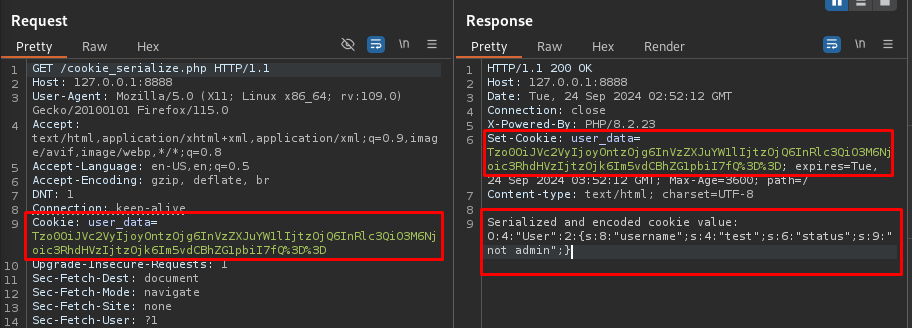 Request
Pretty Raw Hex
\n
1 GET /cookie_serialize.php HTTP/1.1
2 Host: 127.0.0.1:8888
3 User-Agent: Mozilla/5.0 (X11; Linux x86_64; rv:109.0)
Gecko/20100101 Firefox/115.0
4 Accept:
text/html,application/xhtml+xml,application/xml;q=0.9,imag
e/avif,image/webp,*/*;q=0.8
5 Accept-Language: en-US,en;q=0.5
6 Accept-Encoding: gzip, deflate, br
7 DNT: 1
8 Connection: keep-alive
9 Cookie: user_data=
TzoOOiJVc2VyIjoyOntzOjg6InVzZXJuYW1lIjtzOjQ6InRlc3QiO3M6Nj
oic3RhdHVzIjtzOjk6Im5vdCBhZG1pbiI7fQ%3D%3D
10 Upgrade-Insecure-Requests: 1
11 Sec-Fetch-Dest: document
12 Sec-Fetch-Mode: navigate
13 Sec-Fetch-Site: none
14 Sec-Fetch-User: ?1
Response
Pretty Raw Hex Render
\n
1 HTTP/1.1 200 OK
2 Host: 127.0.0.1:8888
3 Date: Tue, 24 Sep 2024 02:52:12 GMT
4 Connection: close
5 X-Powered-By: PHP/8.2.23
6 Set-Cookie: user_data=
TzoOOiJVc2VyIjoyOntzOjg6InVzZXJuYW1lIjtzOjQ6InRlc3QiO3M6Nj
oic3RhdHVzIjtzOjk6Im5vdCBhZG1pbiI7fQ%3D%3D; expires=Tue,
24 Sep 2024 03:52:12 GMT; Max-Age=3600; path=/
7 Content-type: text/html; charset=UTF-8
8
9 Serialized and encoded cookie value:
O:4:"User":2:{s:8:"username";s:4:"test";s:6:"status";s:9:"
not admin";}